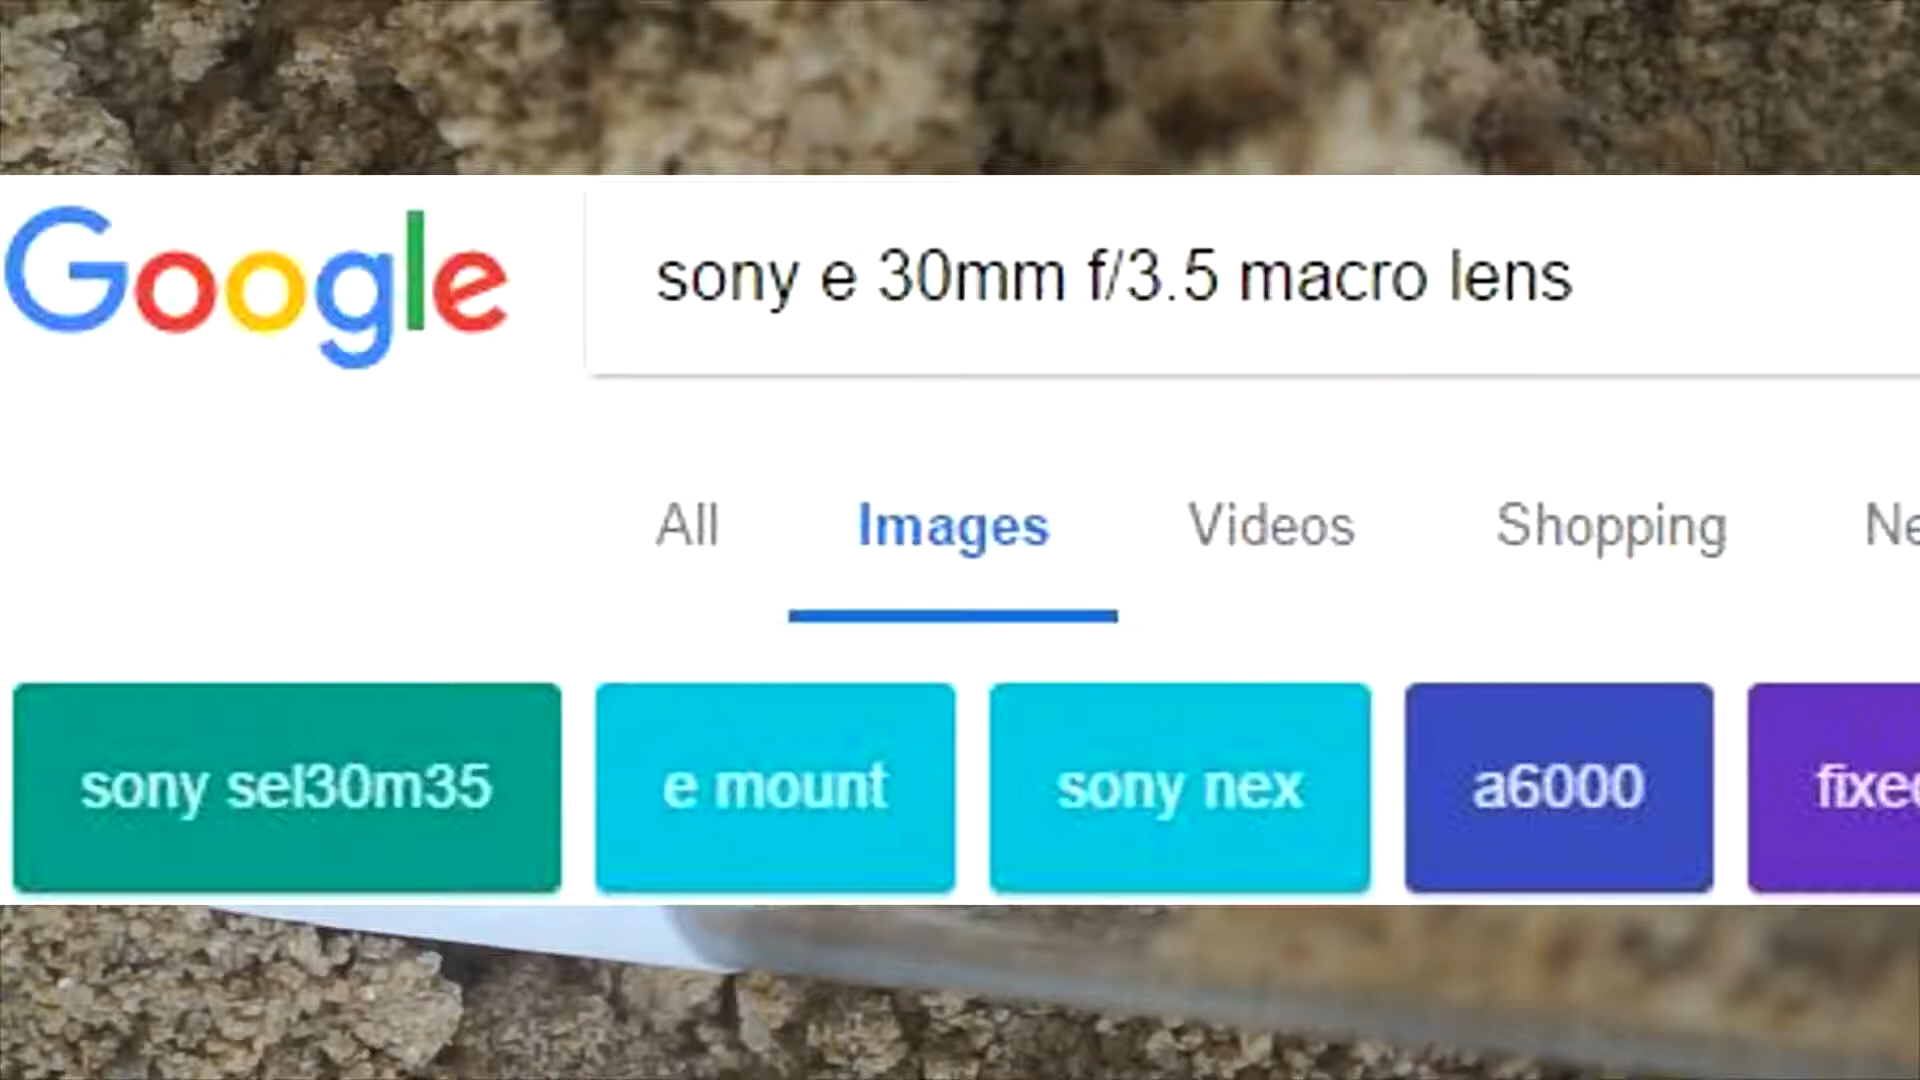 Google sony e 30mm f/3.5 macro lens
All Images Videos Shopping
sony sel30m35 e mount sony nex a6000